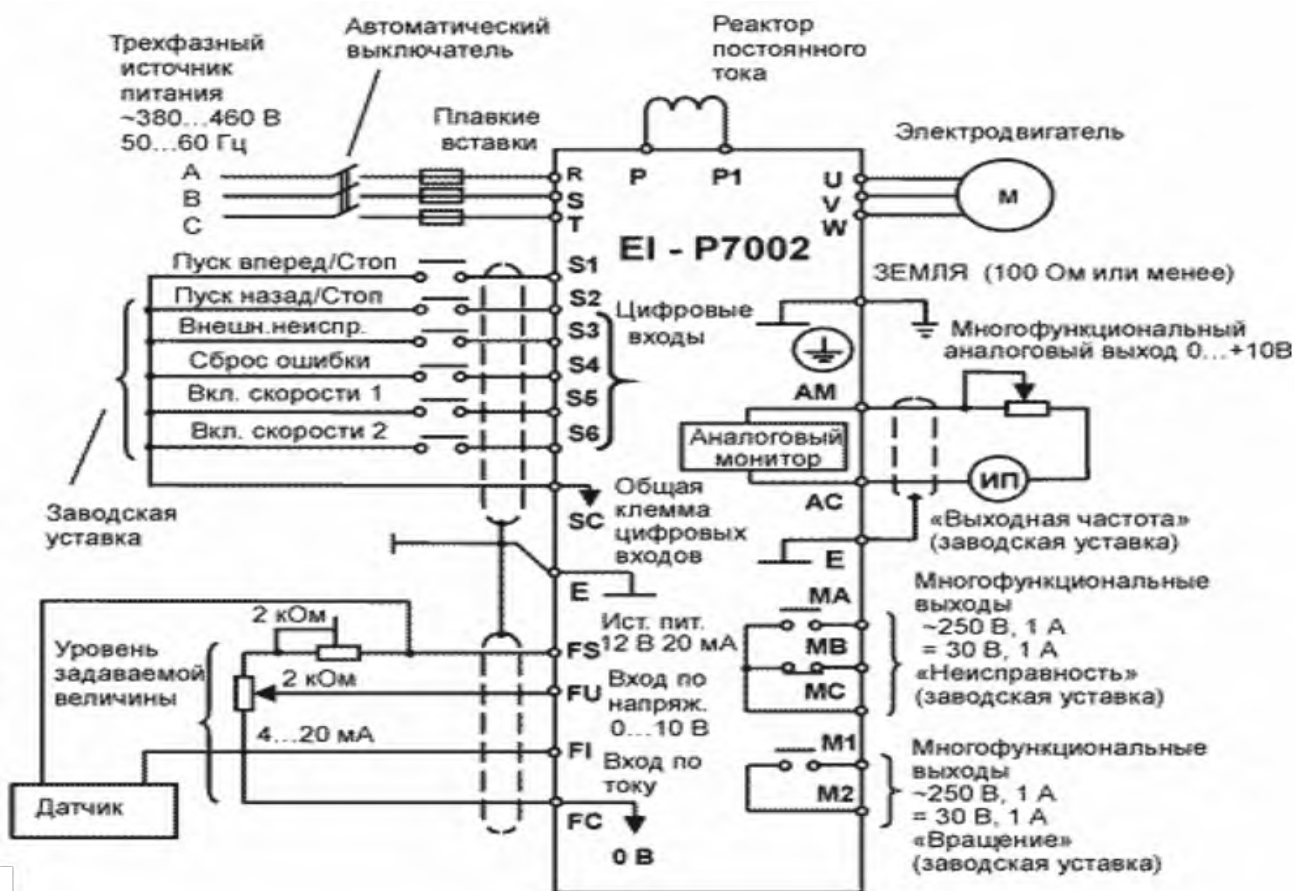 Трехфазный
источник
питания
~380...460 В
50...60 Гц
Автоматический
выключатель
Плавкие
вставки
Реактор
постоянного
тока
Электродвигатель
A
B
C
R
S
T
P
P1
U
V
W
М
EI - P7002
ЗЕМЛЯ (100 Ом или менее)
Пуск вперед/Стоп
Пуск назад/Стоп
Внешн.неиспр.
Сброс ошибки
Вкл. скорости 1
Вкл. скорости 2
S1
S2
S3
S4
S5
S6
Цифровые
входы
Заводская
уставка
SC
Общая
клемма
цифровых
входов
E
Многофункциональный
аналоговый выход 0...+10В
AM
Аналоговый
монитор
AC
ИП
«Выходная частота»
(заводская уставка)
E
Уровень
задаваемой
величины
2 кОм
2 кОм
4...20 мА
Датчик
FS
FU
FI
FC
Ист. пит.
12 В 20 мА
Вход по
напряж.
0...10 В
Вход по
току
0 В
MA
MB
MC
Многофункциональные
выходы
~250 В, 1 А
= 30 В, 1 А
«Неисправность»
(заводская уставка)
M1
M2
Многофункциональные
выходы
~250 В, 1 А
= 30 В, 1 А
«Вращение»
(заводская уставка)